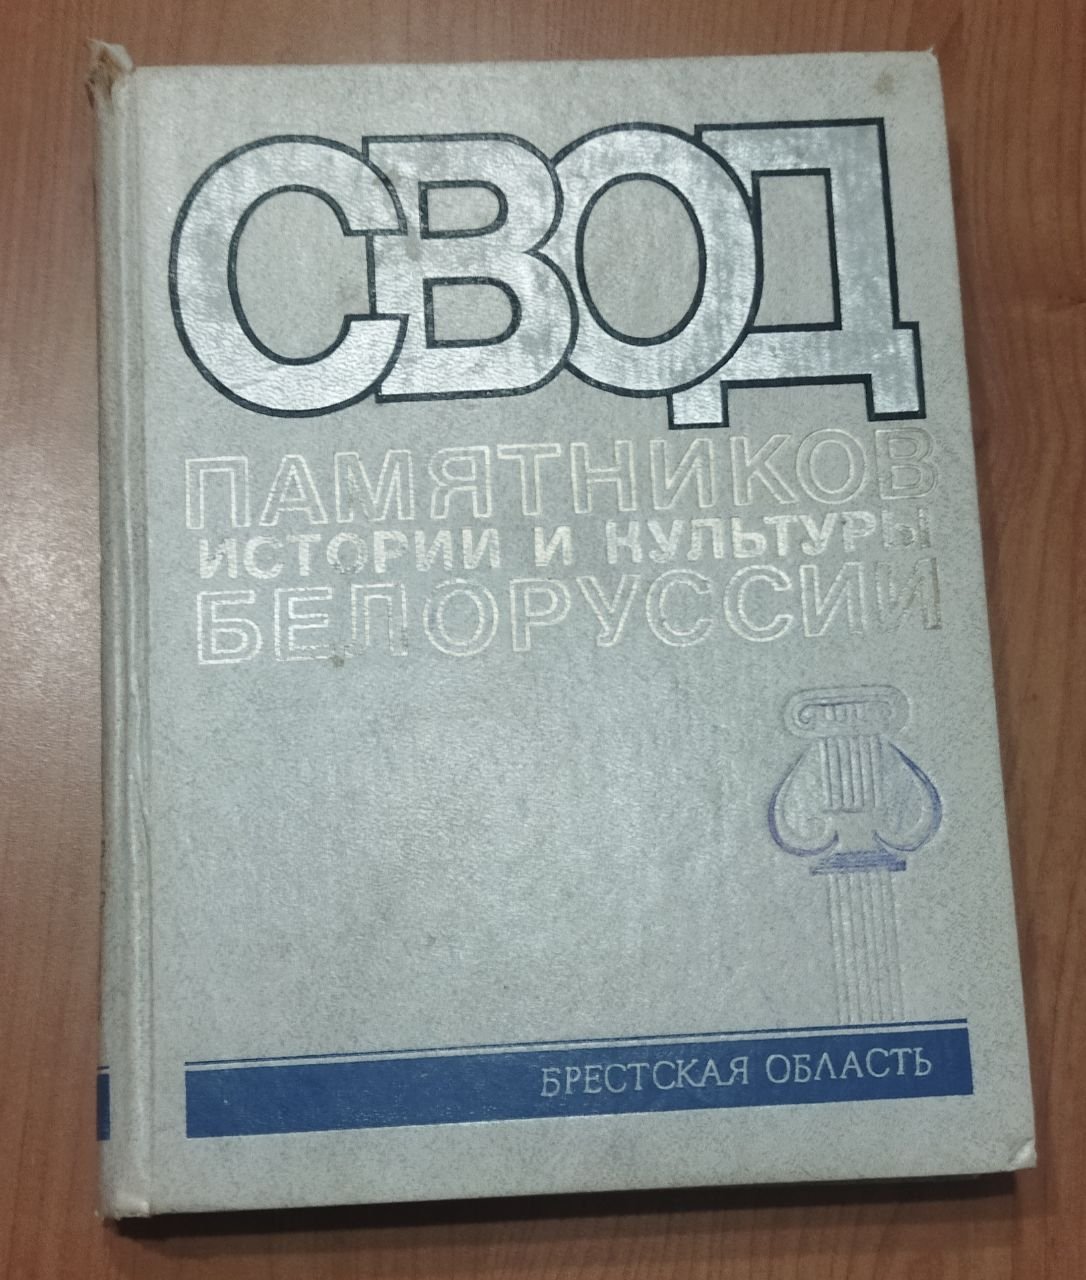 СВОД
ПАМЯТНИКОВ
ИСТОРИИ И КУЛЬТУРЫ
БЕЛОРУССИИ
БРЕСТСКАЯ ОБЛАСТЬ